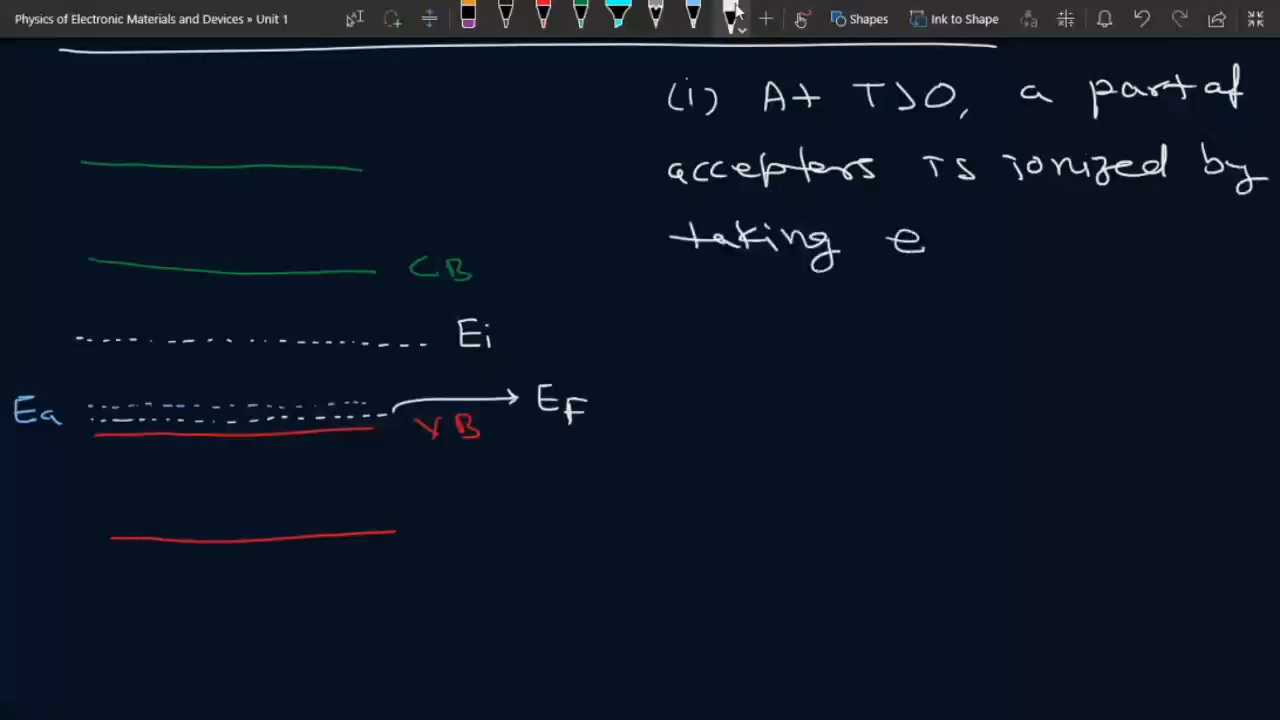 Physics of Electronic Materials and Devices » Unit 1
Shapes
Ink to Shape
(i) At T>0, a part of
accepters is ionized by
taking e
CB
Ei
Ea
EF
VB